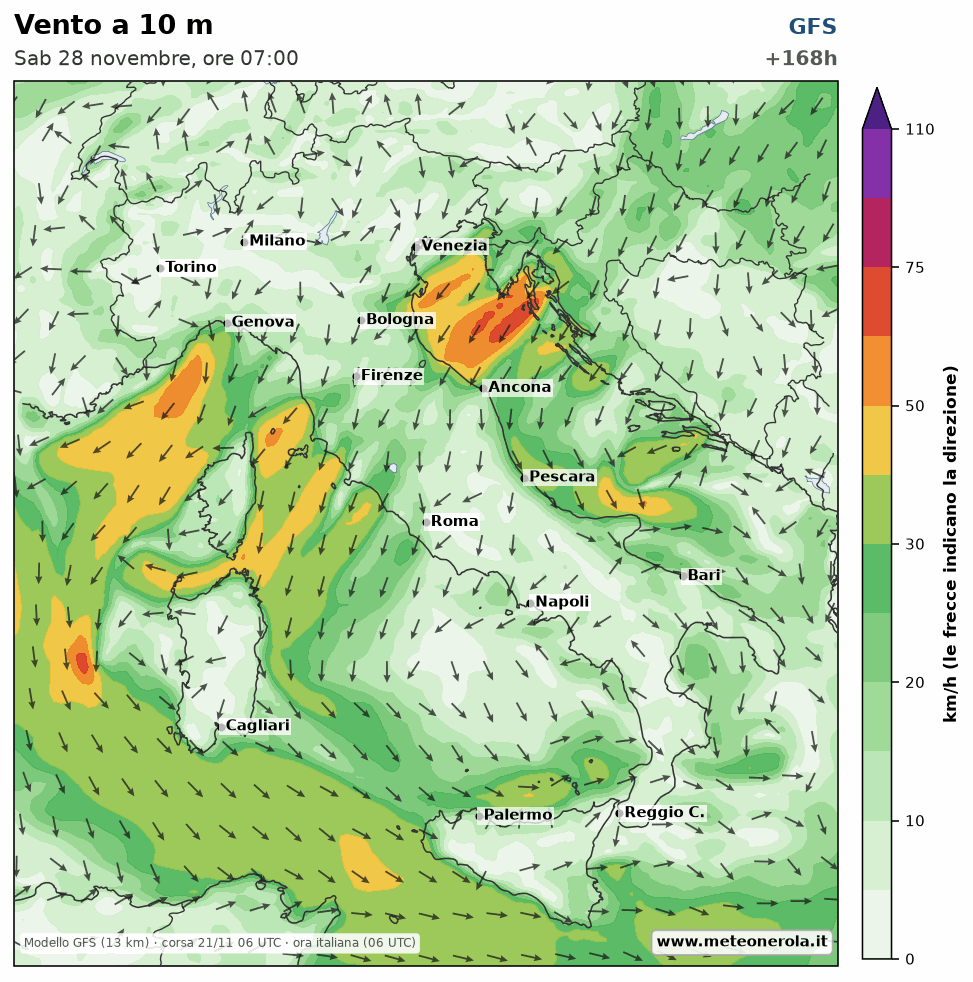 Vento a 10 m
GFS
Sab 28 novembre, ore 07:00
+168h
Milano
Venezia
Torino
Genova
Bologna
Firenze
Ancona
Pescara
Roma
Bari
Napoli
Cagliari
Palermo
Reggio C.
Modello GFS (13 km) · corsa 21/11 06 UTC · ora italiana (06 UTC)
www.meteonerola.it
110
75
50
30
20
10
0
km/h (le frecce indicano la direzione)